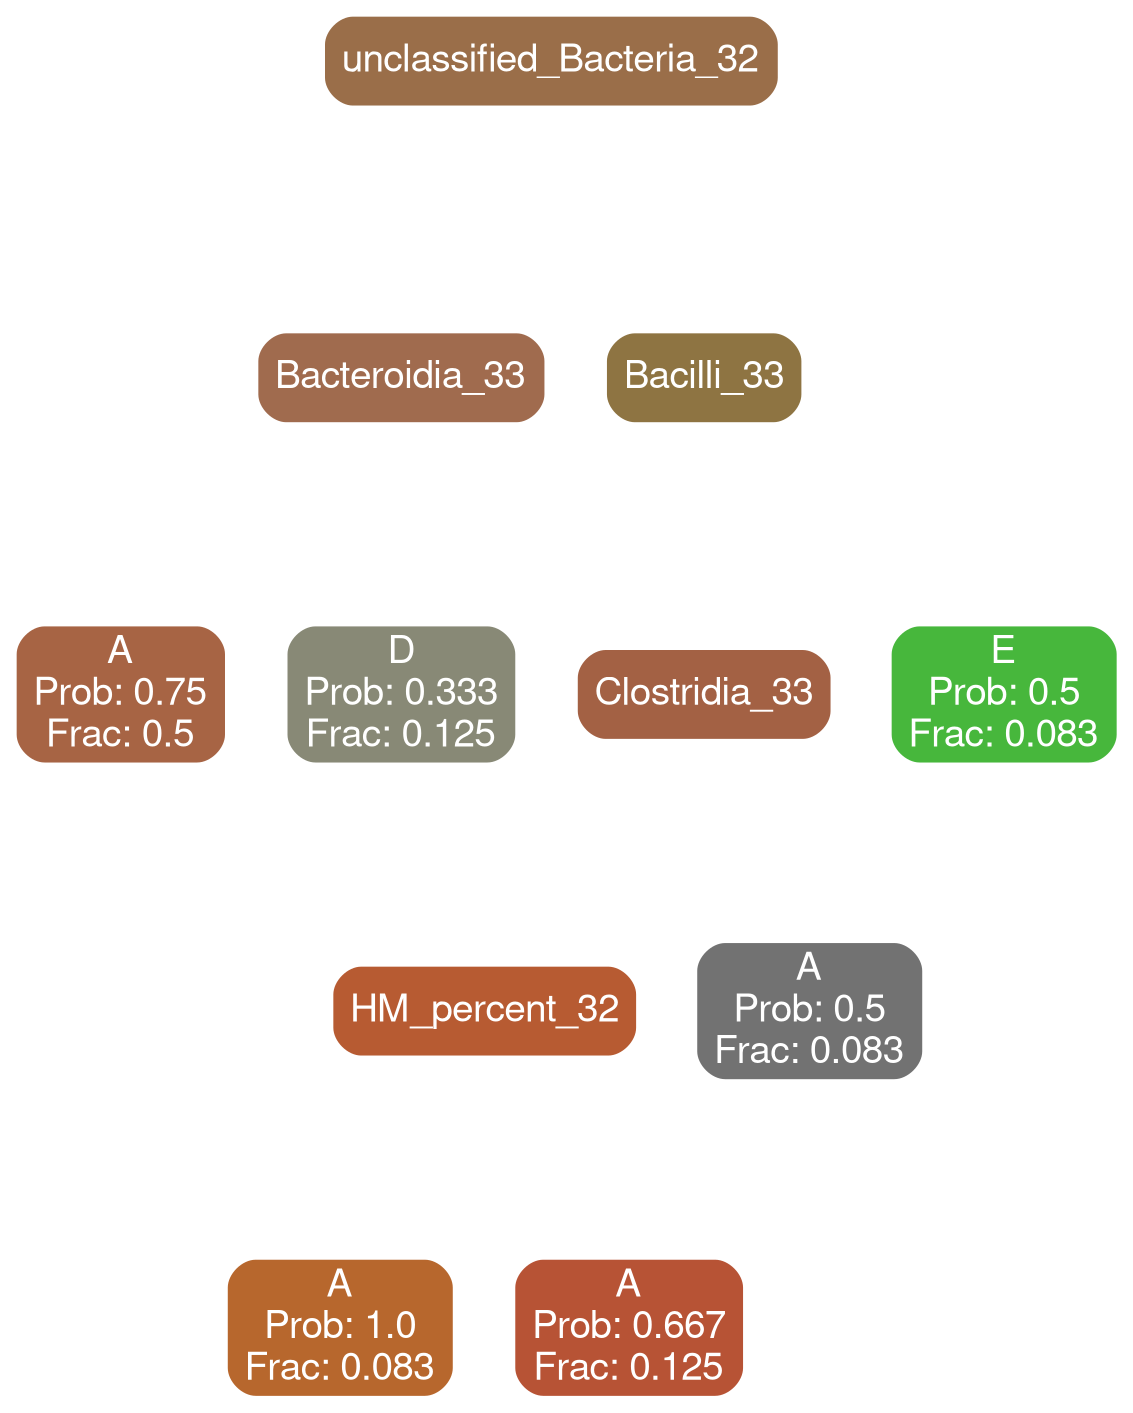 unclassified_Bacteria_32
Bacteroidia_33
Bacilli_33
A
Prob: 0.75
Frac: 0.5
D
Prob: 0.333
Frac: 0.125
Clostridia_33
E
Prob: 0.5
Frac: 0.083
HM_percent_32
A
Prob: 0.5
Frac: 0.083
A
Prob: 1.0
Frac: 0.083
A
Prob: 0.667
Frac: 0.125